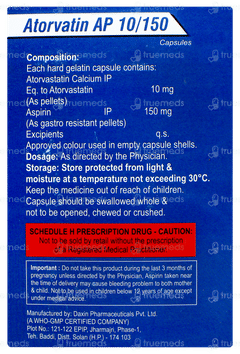 Atorvatin AP 10/150
Capsules
Composition:
Each hard gelatin capsule contains:
Atorvastatin Calcium IP
Eq. to Atorvastatin 10 mg
(As pellets)
Aspirin IP 150 mg
(As gastro resistant pellets)
Excipients q.s.
Approved colour used in empty capsule shells.
Dosage: As directed by the Physician.
Storage: Store protected from light &
moisture at a temperature not exceeding 30°C.
Keep the medicine out of reach of children.
Capsule should be swallowed whole &
not to be opened, chewed or crushed.
SCHEDULE H PRESCRIPTION DRUG - CAUTION
Not to be sold by retail without the prescription
of a Registered Medical Practitioner.
Important : Do not take this product during the last 3 months of
pregnancy unless directed by the Physician, Aspirin taken near
the time of delivery may cause bleeding problem to both mother
& child. Not to be used in children below 12 years of age except
under medical advice.
Manufactured by: Daxin Pharmaceuticals Pvt. Ltd.
(A WHO-GMP CERTIFIED COMPANY)
Plot No.: 121-122 EPIP, Jharmajri, Phase-1,
Teh. Baddi, Distt. Solan (H.P.) - 174 103
truemeds